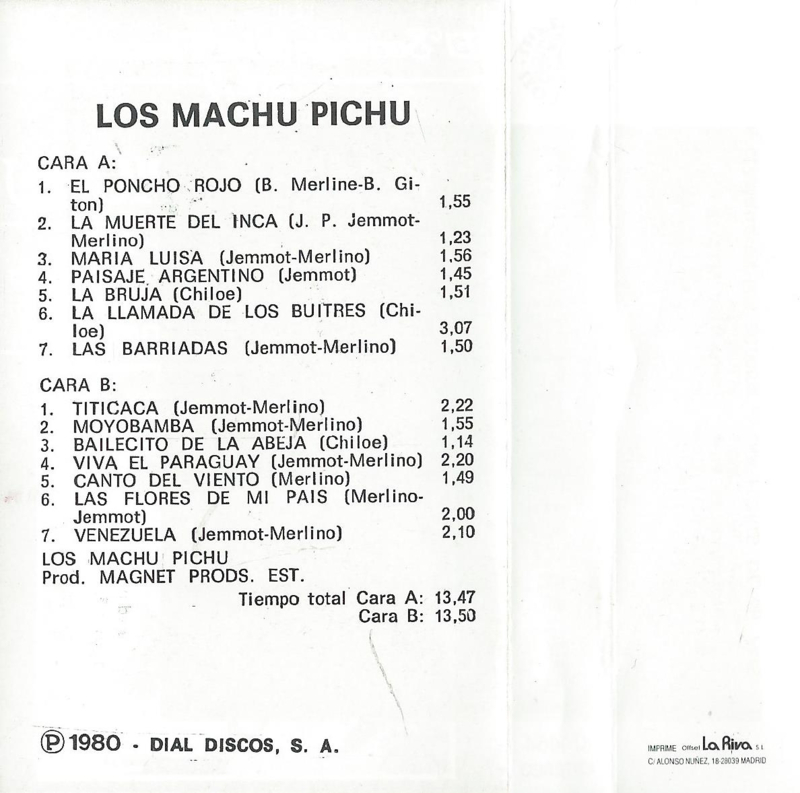 LOS MACHU PICHU
CARA A:
1. EL PONCHO ROJO (B. Merline-B. Gi-
ton) 1,55
2. LA MUERTE DEL INCA (J. P. Jemmot-
Merlino) 1,23
3. MARIA LUISA (Jemmot-Merlino) 1,56
4. PAISAJE ARGENTINO (Jemmot) 1,45
5. LA BRUJA (Chiloe) 1,51
6. LA LLAMADA DE LOS BUITRES (Chi-
loe) 3,07
7. LAS BARRIADAS (Jemmot-Merlino) 1,50
CARA B:
1. TITICACA (Jemmot-Merlino) 2,22
2. MOYOBAMBA (Jemmot-Merlino) 1,55
3. BAILECITO DE LA ABEJA (Chiloe) 1,14
4. VIVA EL PARAGUAY (Jemmot-Merlino) 2,20
5. CANTO DEL VIENTO (Merlino) 1,49
6. LAS FLORES DE MI PAIS (Merlino-
Jemmot) 2,00
7. VENEZUELA (Jemmot-Merlino) 2,10
LOS MACHU PICHU
Prod. MAGNET PRODS. EST.
Tiempo total Cara A: 13,47
Cara B: 13,50
Ⓟ 1980 - DIAL DISCOS, S. A.
IMPRIME Offset La Riva S L
C/ ALONSO NUÑEZ, 18-28039 MADRID